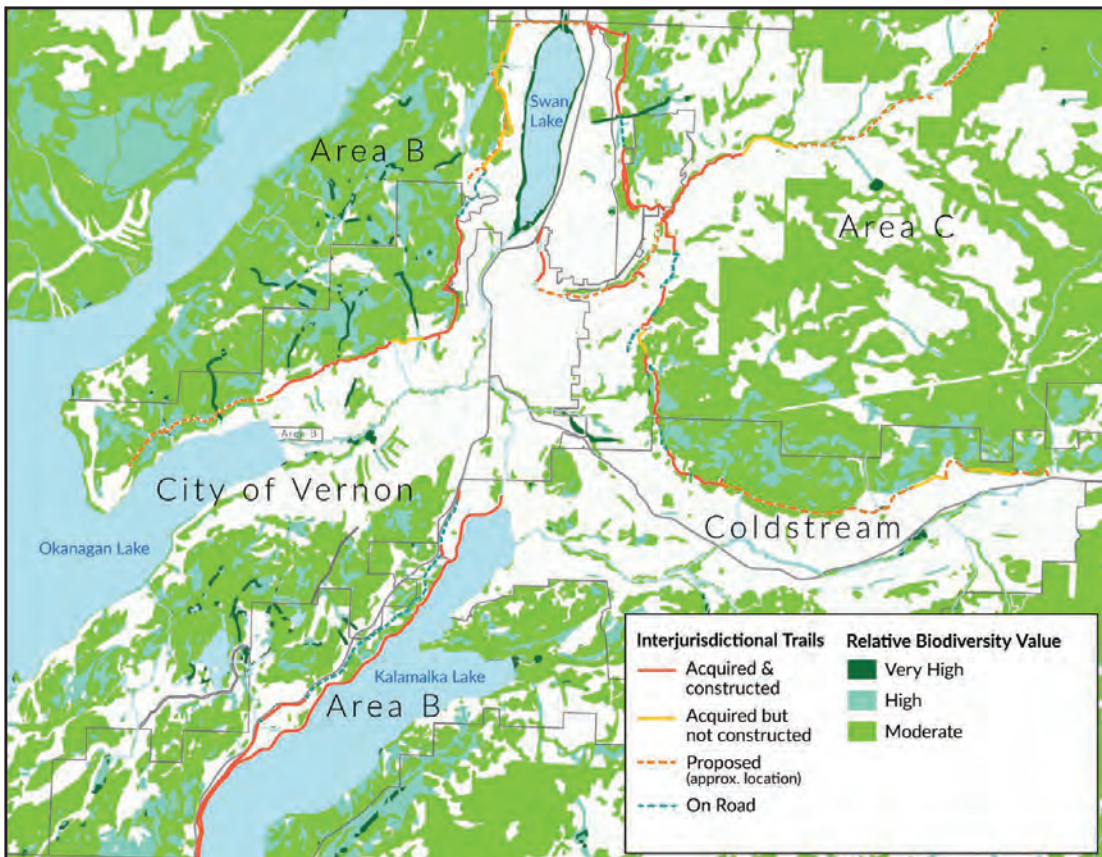 Swan
Lake
Area B
Area C
Area B
City of Vernon
Coldstream
Okanagan Lake
Kalamalka Lake
Area B
Interjurisdictional Trails
Acquired &
constructed
Acquired but
not constructed
Proposed
(approx. location)
On Road
Relative Biodiversity Value
Very High
High
Moderate